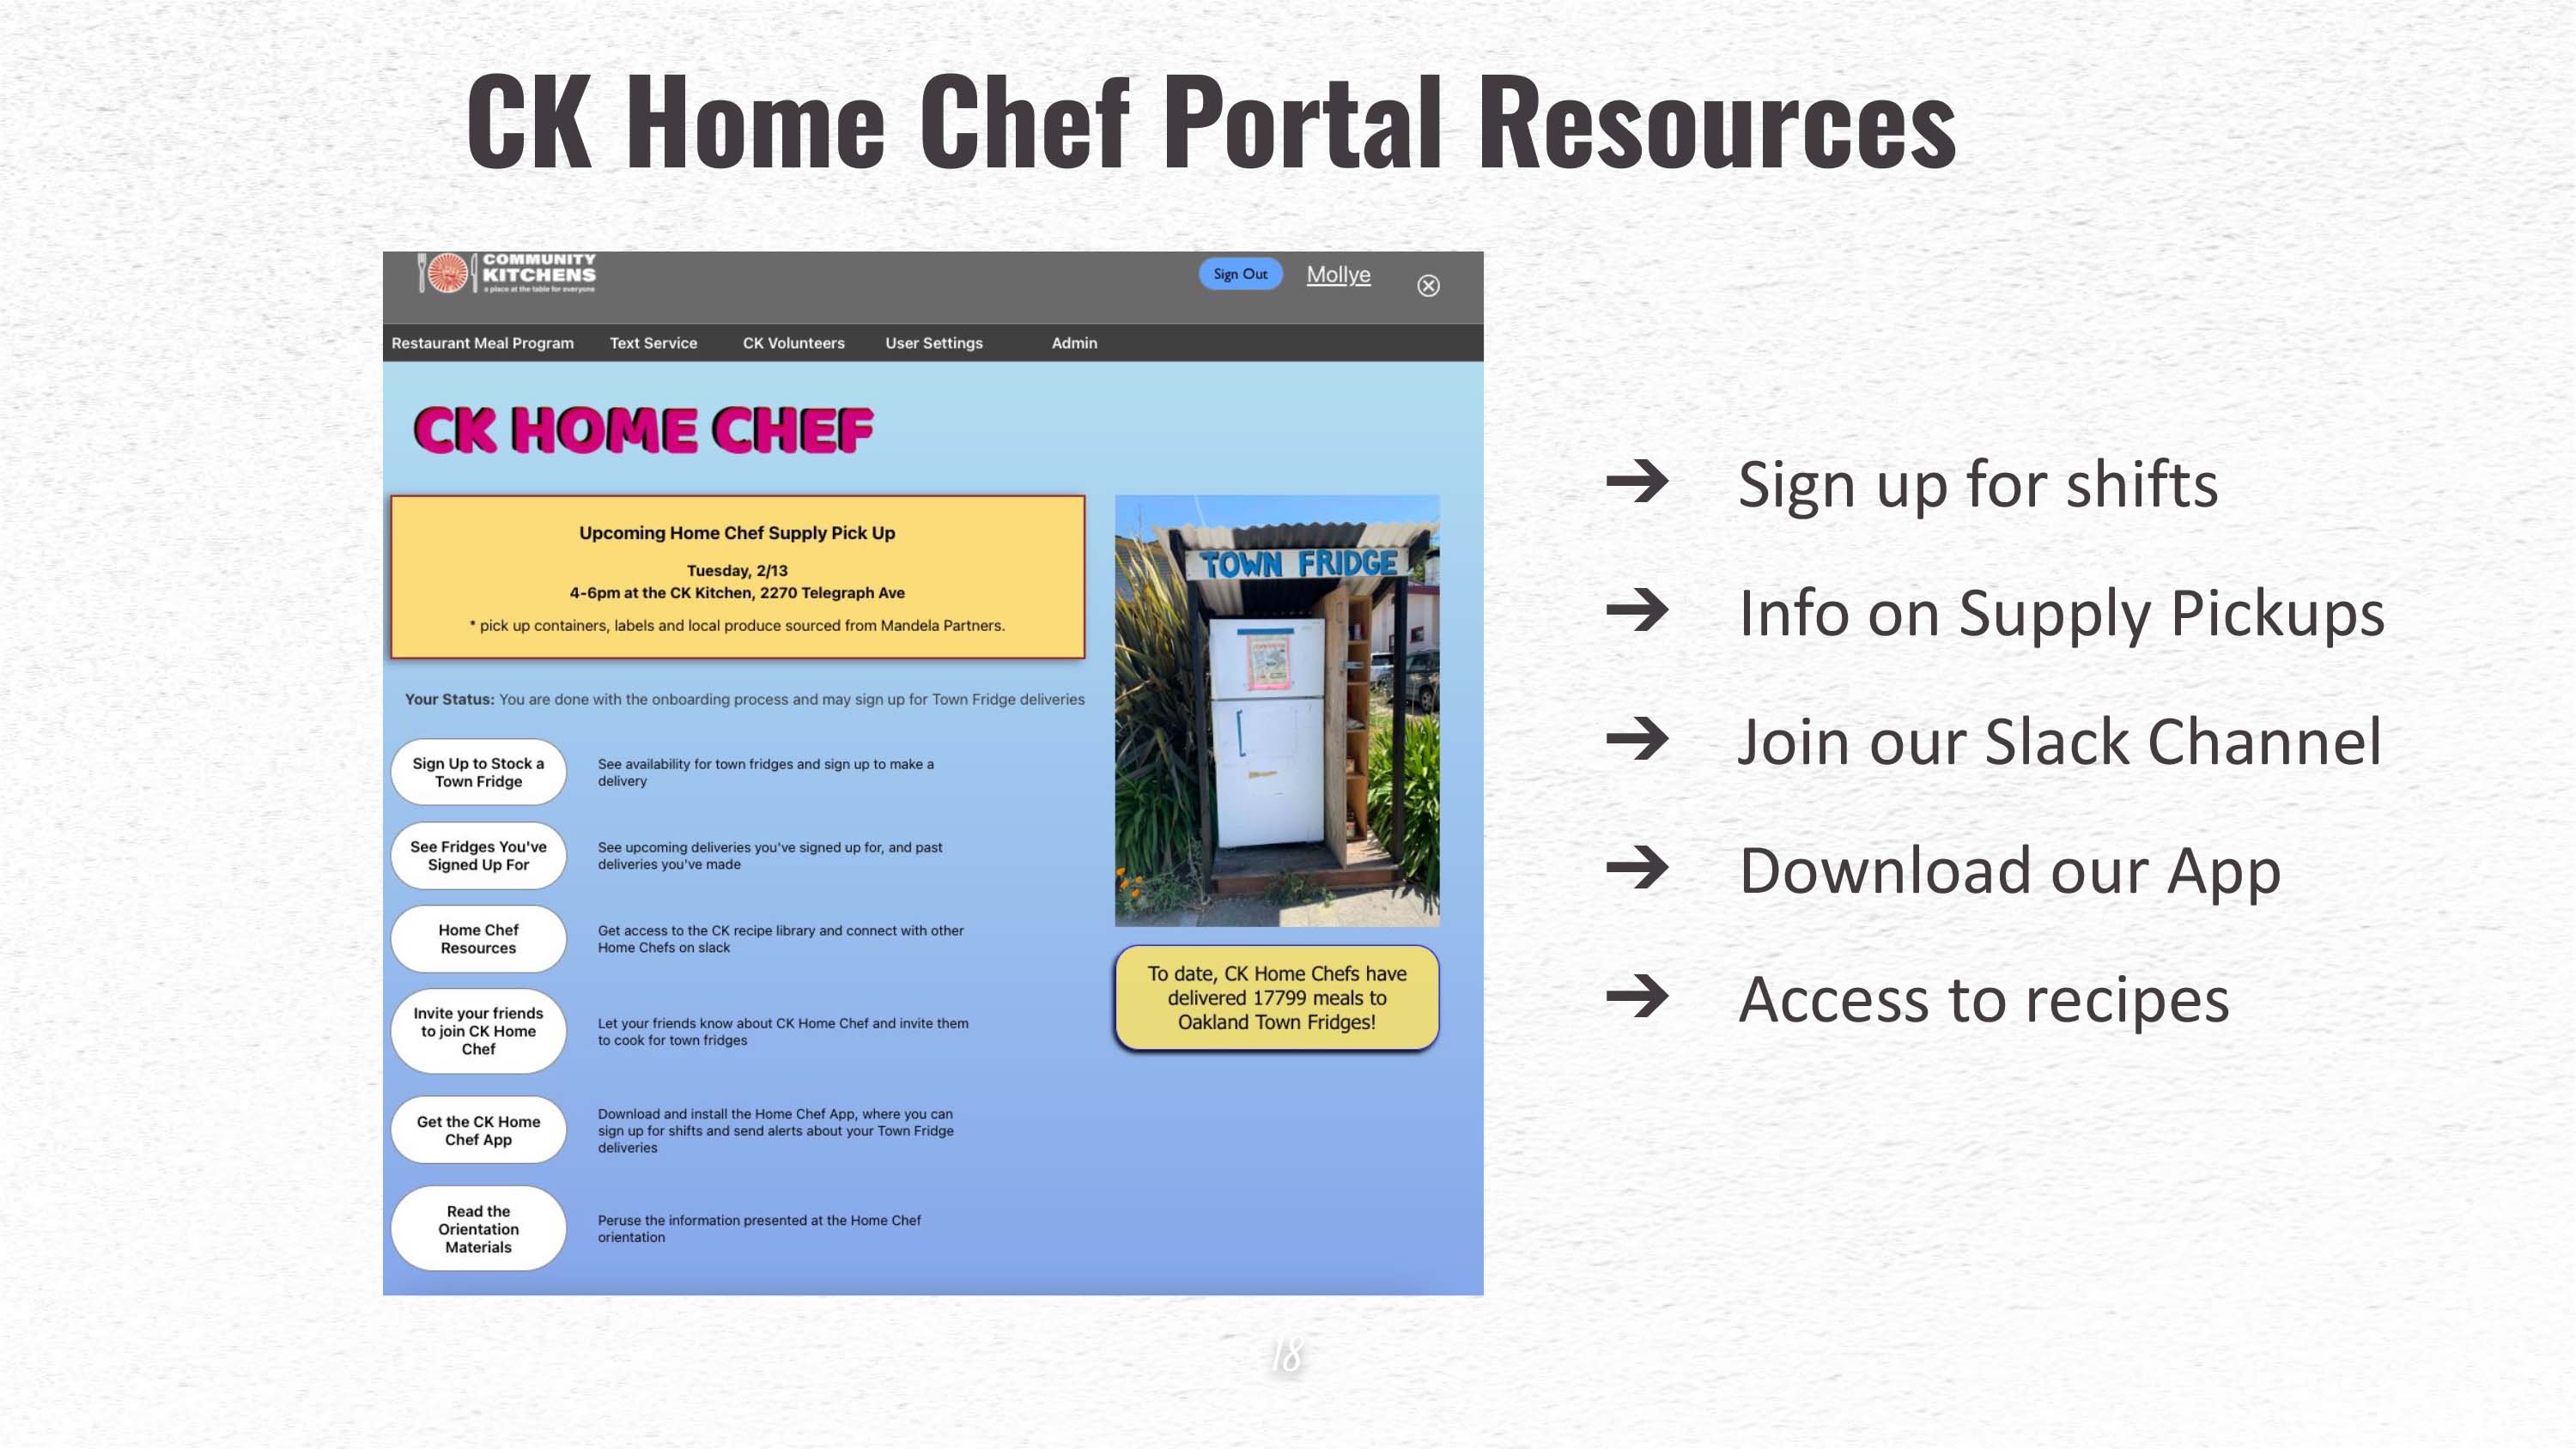 CK Home Chef Portal Resources
COMMUNITY
KITCHENS
a place at the table for everyone
Sign Out
Mollye
Restaurant Meal Program
Text Service
CK Volunteers
User Settings
Admin
CK HOME CHEF
Upcoming Home Chef Supply Pick Up
Tuesday, 2/13
4-6pm at the CK Kitchen, 2270 Telegraph Ave
* pick up containers, labels and local produce sourced from Mandela Partners.
Your Status: You are done with the onboarding process and may sign up for Town Fridge deliveries
Sign Up to Stock a
Town Fridge
See availability for town fridges and sign up to make a
delivery
See Fridges You've
Signed Up For
See upcoming deliveries you've signed up for, and past
deliveries you've made
Home Chef
Resources
Get access to the CK recipe library and connect with other
Home Chefs on slack
Invite your friends
to join CK Home
Chef
Let your friends know about CK Home Chef and invite them
to cook for town fridges
Get the CK Home
Chef App
Download and install the Home Chef App, where you can
sign up for shifts and send alerts about your Town Fridge
deliveries
Read the
Orientation
Materials
Peruse the information presented at the Home Chef
orientation
TOWN FRIDGE
To date, CK Home Chefs have
delivered 17799 meals to
Oakland Town Fridges!
➔ Sign up for shifts
➔ Info on Supply Pickups
➔ Join our Slack Channel
➔ Download our App
➔ Access to recipes
18